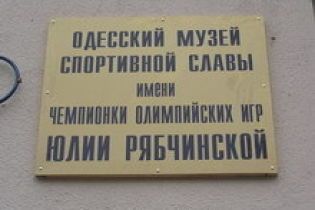 ОДЕССКИЙ МУЗЕЙ
СПОРТИВНОЙ СЛАВЫ
ИМЕНИ
ЧЕМПИОНКИ ОЛИМПИЙСКИХ ИГР
ЮЛИИ РЯБЧИНСКОЙ